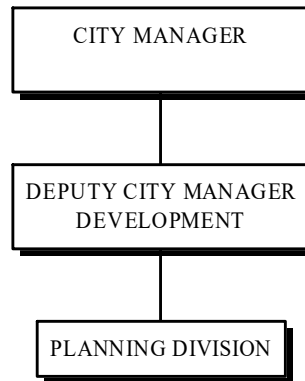 CITY MANAGER
DEPUTY CITY MANAGER
DEVELOPMENT
PLANNING DIVISION